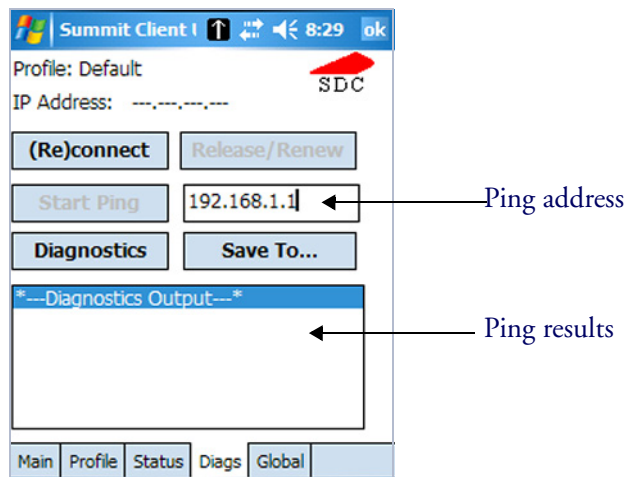 Summit Client U 8:29 ok
Profile: Default
SDC
IP Address: ---.---.---.---
(Re)connect Release/Renew
Start Ping 192.168.1.1 Ping address
Diagnostics Save To...
*---Diagnostics Output---*
Ping results
Main Profile Status Diags Global